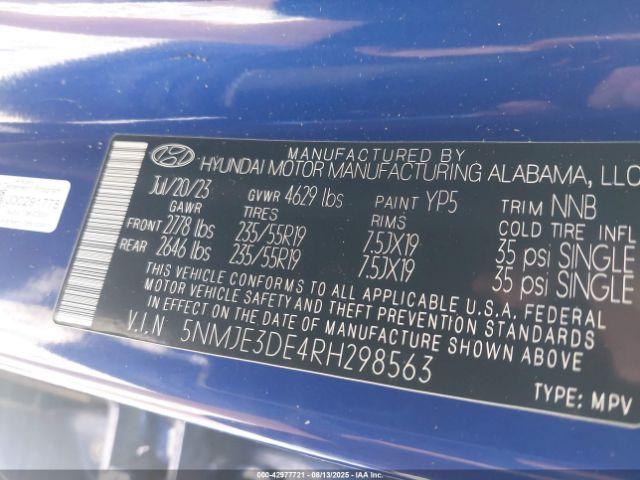 MANUFACTURED BY
HYUNDAI MOTOR MANUFACTURING ALABAMA, LLC
Jul/20/23 GVWR 4629 lbs PAINT YP5 TRIM NNB
GAWR TIRES RIMS COLD TIRE INFL
FRONT 2778 lbs 235/55R19 7.5JX19 35 psi SINGLE
REAR 2646 lbs 235/55R19 7.5JX19 35 psi SINGLE
THIS VEHICLE CONFORMS TO ALL APPLICABLE U.S.A. FEDERAL
MOTOR VEHICLE SAFETY AND THEFT PREVENTION STANDARDS
IN EFFECT ON THE DATE OF MANUFACTURE SHOWN ABOVE.
V.I.N 5NMJE3DE4RH298563
TYPE: MPV
000-42977721 - 08/13/2025 - IAAI.com